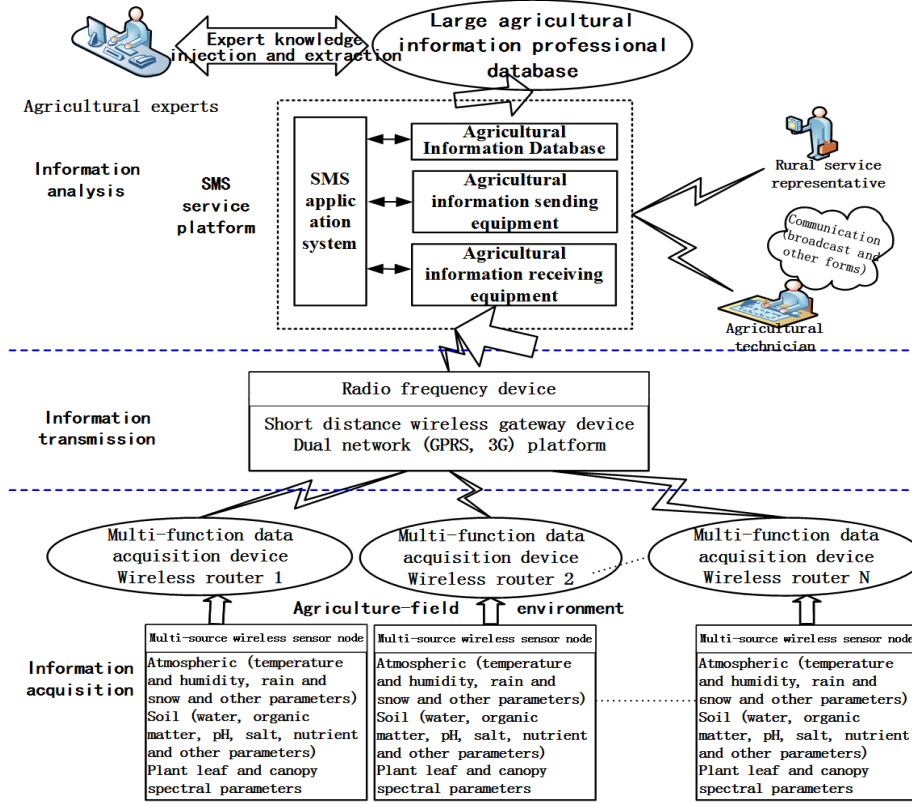 Expert knowledge
injection and extraction
Large agricultural
information professional
database
Agricultural experts
Information
analysis
SMS
service
platform
SMS
applic
ation
system
Agricultural
Information Database
Agricultural
information sending
equipment
Agricultural
information receiving
equipment
Rural service
representative
Communication
(broadcast and
other forms)
Agricultural
technician
Information
transmission
Radio frequency device
Short distance wireless gateway device
Dual network (GPRS, 3G) platform
Multi-function data
acquisition device
Wireless router 1
Multi-function data
acquisition device
Wireless router 2
Multi-function data
acquisition device
Wireless router N
Agriculture-field environment
Information
acquisition
Multi-source wireless sensor node
Atmospheric (temperature
and humidity, rain and
snow and other parameters)
Soil (water, organic
matter, pH, salt, nutrient
and other parameters)
Plant leaf and canopy
spectral parameters
Multi-source wireless sensor node
Atmospheric (temperature
and humidity, rain and
snow and other parameters)
Soil (water, organic
matter, pH, salt, nutrient
and other parameters)
Plant leaf and canopy
spectral parameters
Multi-source wireless sensor node
Atmospheric (temperature
and humidity, rain and
snow and other parameters)
Soil (water, organic
matter, pH, salt, nutrient
and other parameters)
Plant leaf and canopy
spectral parameters